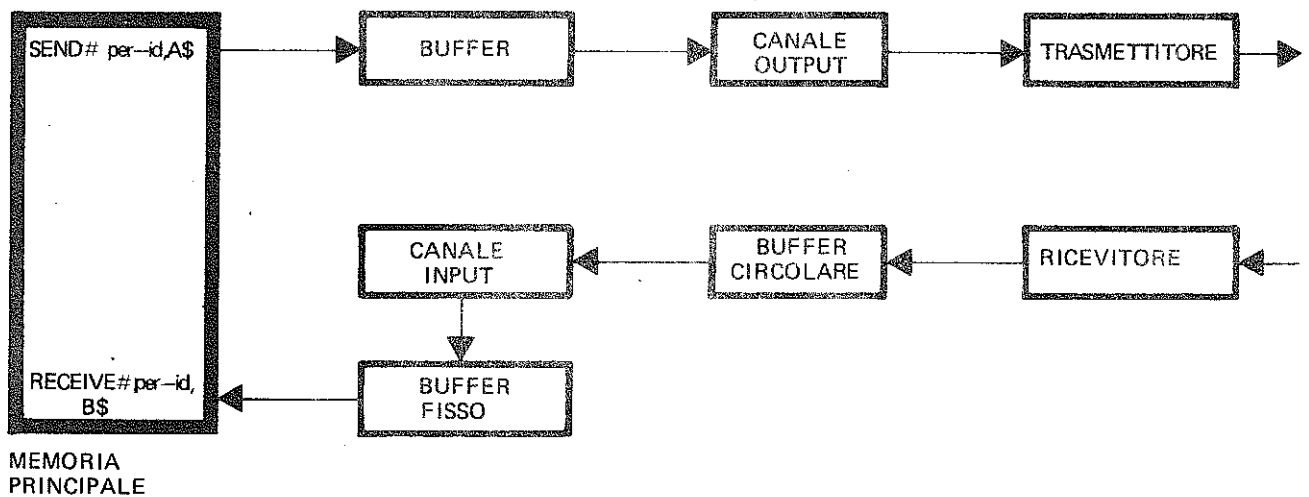 SEND# per-id,A$
BUFFER
CANALE
OUTPUT
TRASMETTITORE
CANALE
INPUT
BUFFER
CIRCOLARE
RICEVITORE
RECEIVE#per-id,
B$
BUFFER
FISSO
MEMORIA
PRINCIPALE